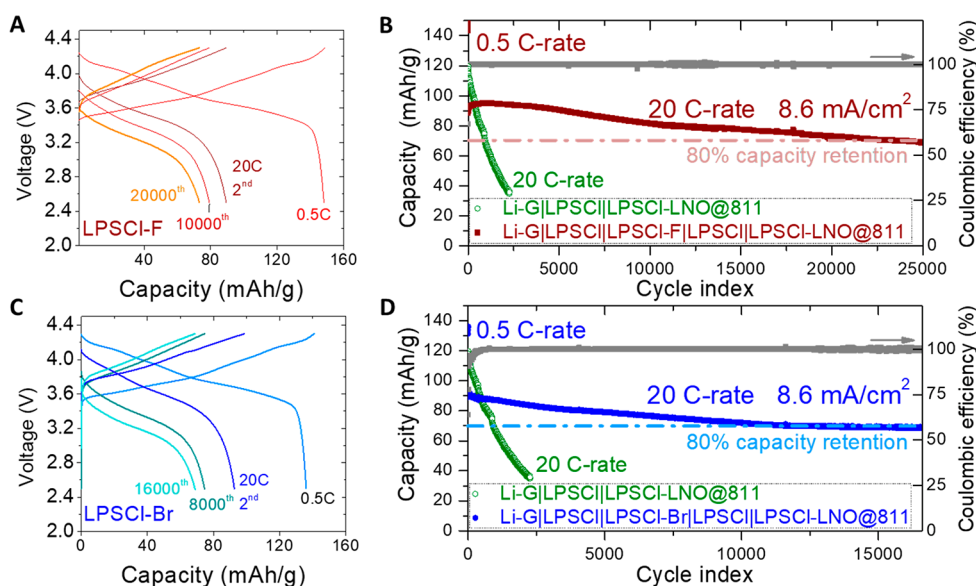 A
4.4
4.0
3.6
3.2
2.8
2.4
2.0
Voltage (V)
20000th
10000th
20C
2nd
0.5C
LPSCl-F
0
40
80
120
160
Capacity (mAh/g)
B
140
120
100
80
60
40
20
0
Capacity (mAh/g)
0.5 C-rate
20 C-rate 8.6 mA/cm2
80% capacity retention
20 C-rate
Li-G|LPSCl|LPSCl-LNO@811
Li-G|LPSCl|LPSCl-F|LPSCl|LPSCl-LNO@811
100
75
50
25
0
Coulombic efficiency (%)
0
5000
10000
15000
20000
25000
Cycle index
C
4.4
4.0
3.6
3.2
2.8
2.4
2.0
Voltage (V)
16000th
8000th
20C
2nd
0.5C
LPSCl-Br
0
40
80
120
160
Capacity (mAh/g)
D
140
120
100
80
60
40
20
0
Capacity (mAh/g)
0.5 C-rate
20 C-rate 8.6 mA/cm2
80% capacity retention
20 C-rate
Li-G|LPSCl|LPSCl-LNO@811
Li-G|LPSCl|LPSCl-Br|LPSCl|LPSCl-LNO@811
100
75
50
25
0
Coulombic efficiency (%)
0
5000
10000
15000
Cycle index